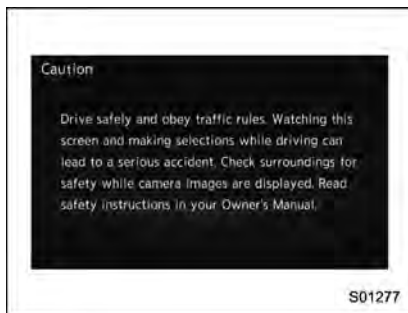 Caution
Drive safely and obey traffic rules. Watching this
screen and making selections while driving can
lead to a serious accident. Check surroundings for
safety while camera images are displayed. Read
safety instructions in your Owner's Manual.
S01277